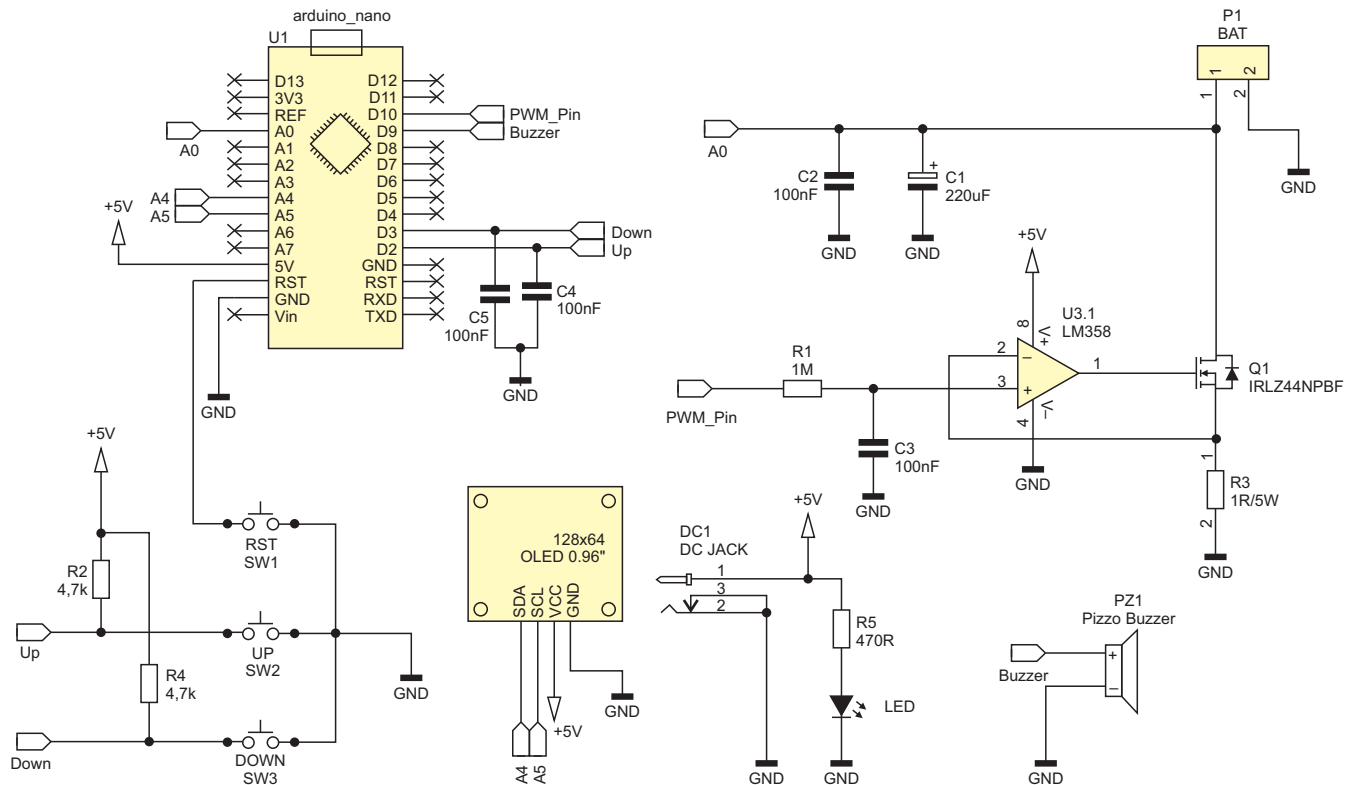 arduino_nano
U1
D13
3V3
REF
A0
A1
A2
A3
A4
A5
A6
A7
5V
RST
GND
Vin
D12
D11
D10
D9
D8
D7
D6
D5
D4
D3
D2
GND
RST
RXD
TXD
A0
A4
A5
+5V
GND
PWM_Pin
Buzzer
Down
Up
C5
100nF
C4
100nF
GND
P1
BAT
1
2
1
2
GND
A0
C2
100nF
GND
+
C1
220uF
GND
+5V
U3.1
LM358
8
V+
2
−
3
+
1
4
V−
GND
Q1
IRLZ44NPBF
R1
1M
PWM_Pin
C3
100nF
GND
1
R3
1R/5W
2
GND
+5V
R2
4,7k
R4
4,7k
Up
Down
RST
SW1
UP
SW2
DOWN
SW3
GND
128x64
OLED 0.96"
SDA
SCL
VCC
GND
A4
A5
+5V
GND
DC1
DC JACK
1
3
2
GND
+5V
R5
470R
LED
GND
PZ1
Pizzo Buzzer
+
−
Buzzer
GND